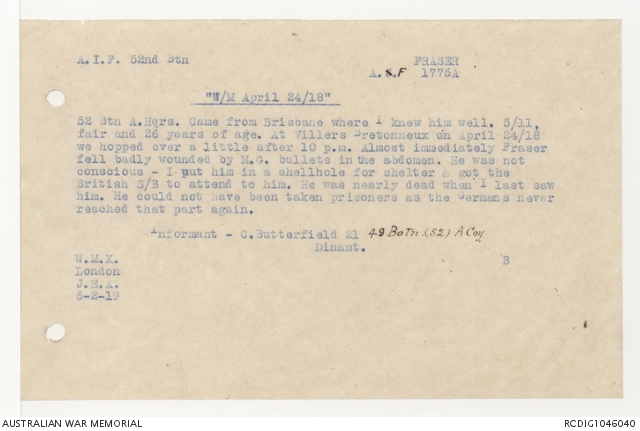 A.I.F. 52nd Btn
FRASER
A.S.F 1775A
"W/M April 24/18"
52 Btn A.Hqrs. Came from Brisbane where I knew him well. 5/11,
fair and 26 years of age. At Villers Bretonneux on April 24/18
we hopped over a little after 10 p.m. Almost immediately Fraser
fell badly wounded by M.G. bullets in the abdomen. He was not
conscious - I put him in a shellhole for shelter & got the
British S/B to attend to him. He was nearly dead when I last saw
him. He could not have been taken prisoners as the Germans never
reached that part again.
Informant - C.Butterfield 21 49 Batn (52) A Coy
Dinant.
W.M.K. B
London
J.E.A.
5-2-19
AUSTRALIAN WAR MEMORIAL
RCDIG1046040